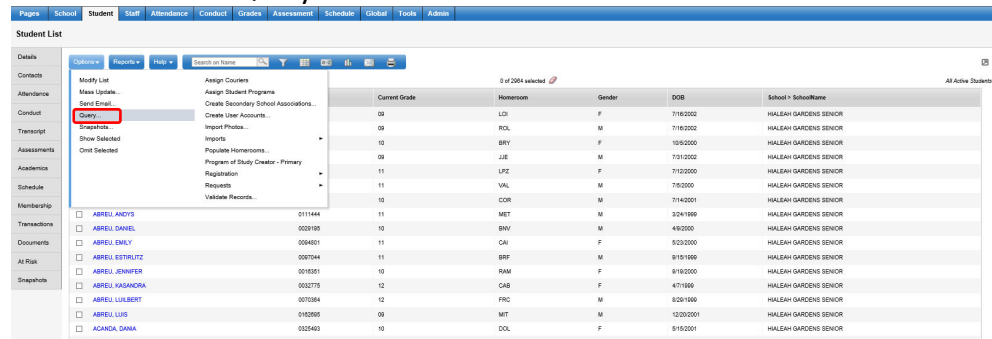 Pages School Student Staff Attendance Conduct Grades Assessment Schedule Global Tools Admin
Student List
Details
Contacts
Attendance
Conduct
Transcript
Assessments
Academics
Schedule
Membership
Transactions
Documents
At Risk
Snapshots
Options Reports Help Search on Name
0 of 2964 selected
All Active Students
Modify List
Mass Update...
Send Email...
Query...
Snapshots...
Show Selected
Omit Selected
Assign Couriers
Assign Student Programs
Create Secondary School Associations...
Create User Accounts...
Import Photos...
Imports
Populate Homerooms...
Program of Study Creator - Primary
Registration
Requests
Validate Records...
Current Grade Homeroom Gender DOB School > SchoolName
09 LOI F 7/16/2002 HIALEAH GARDENS SENIOR
09 ROL M 7/16/2002 HIALEAH GARDENS SENIOR
10 BRY F 10/5/2000 HIALEAH GARDENS SENIOR
09 JJE M 7/31/2002 HIALEAH GARDENS SENIOR
11 LPZ F 7/12/2000 HIALEAH GARDENS SENIOR
11 VAL M 7/5/2000 HIALEAH GARDENS SENIOR
10 COR M 7/14/2001 HIALEAH GARDENS SENIOR
ABREU, ANDYS 0111444 11 MET M 3/24/1999 HIALEAH GARDENS SENIOR
ABREU, DANIEL 0029195 10 BNV M 4/9/2000 HIALEAH GARDENS SENIOR
ABREU, EMILY 0094801 11 CAI F 5/23/2000 HIALEAH GARDENS SENIOR
ABREU, ESTIRLITZ 0097044 11 BRF M 9/15/1999 HIALEAH GARDENS SENIOR
ABREU, JENNIFER 0016351 10 RAM F 9/19/2000 HIALEAH GARDENS SENIOR
ABREU, KASANDRA 0032775 12 CAB F 4/7/1999 HIALEAH GARDENS SENIOR
ABREU, LUILBERT 0070364 12 FRC M 8/29/1999 HIALEAH GARDENS SENIOR
ABREU, LUIS 0162695 09 MIT M 12/20/2001 HIALEAH GARDENS SENIOR
ACANDA, DANIA 0325493 10 DOL F 5/15/2001 HIALEAH GARDENS SENIOR